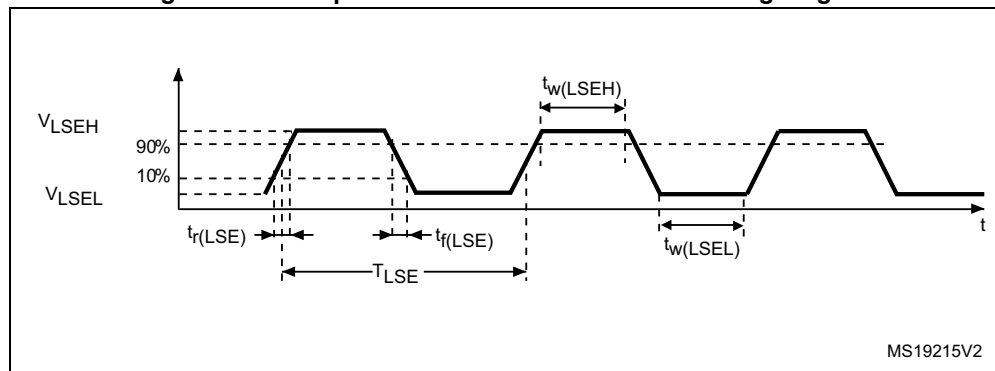 tw(LSEH)
VLSEH
90%
10%
VLSEL
tr(LSE)
tf(LSE)
tw(LSEL)
t
TLSE
MS19215V2